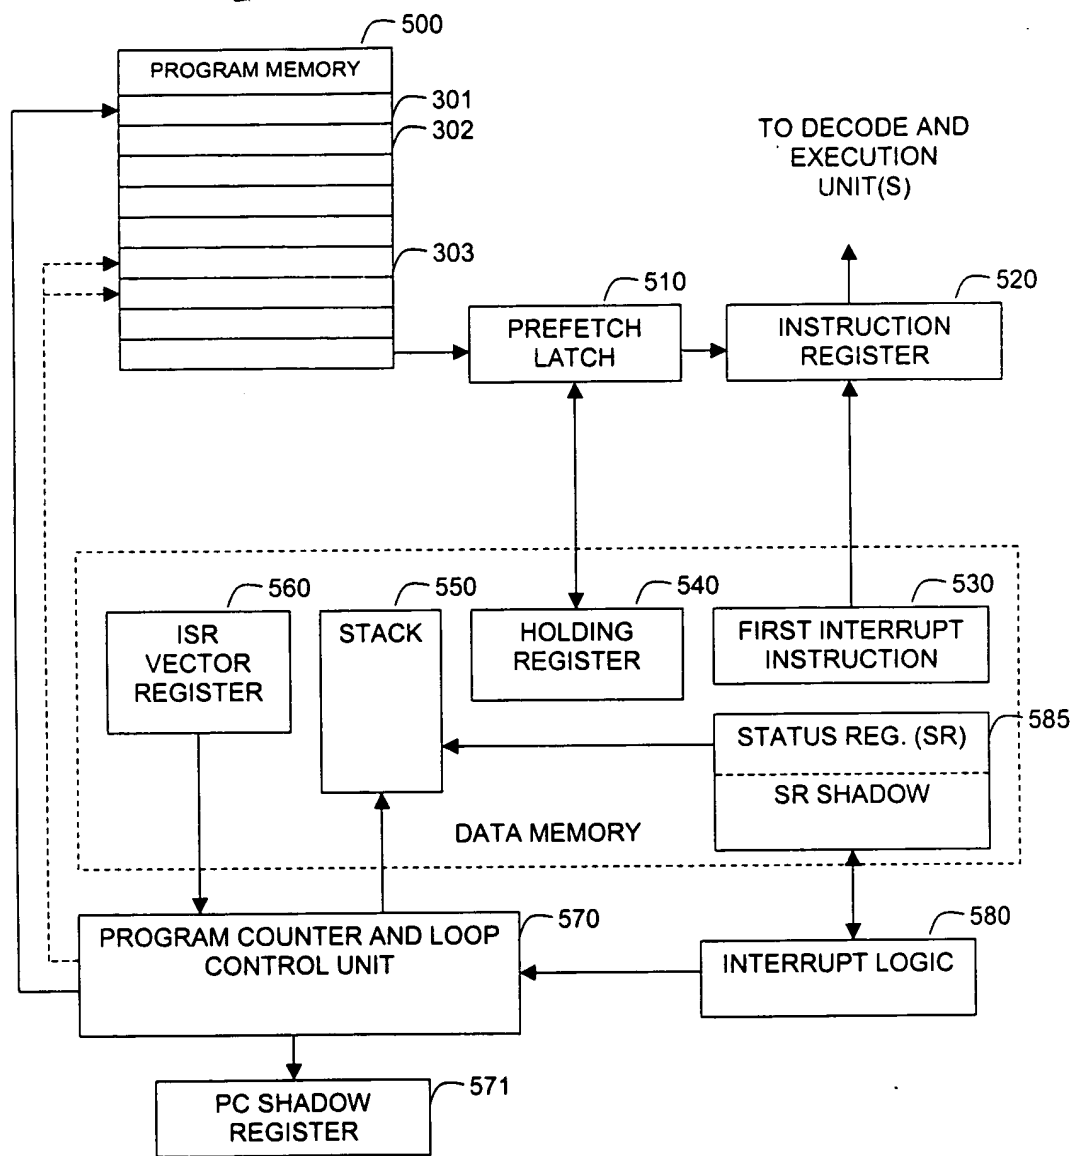 500
PROGRAM MEMORY
301
302
303
TO DECODE AND
EXECUTION
UNIT(S)
510
PREFETCH
LATCH
520
INSTRUCTION
REGISTER
560
ISR
VECTOR
REGISTER
550
STACK
540
HOLDING
REGISTER
530
FIRST INTERRUPT
INSTRUCTION
585
STATUS REG. (SR)
SR SHADOW
DATA MEMORY
570
PROGRAM COUNTER AND LOOP
CONTROL UNIT
580
INTERRUPT LOGIC
571
PC SHADOW
REGISTER